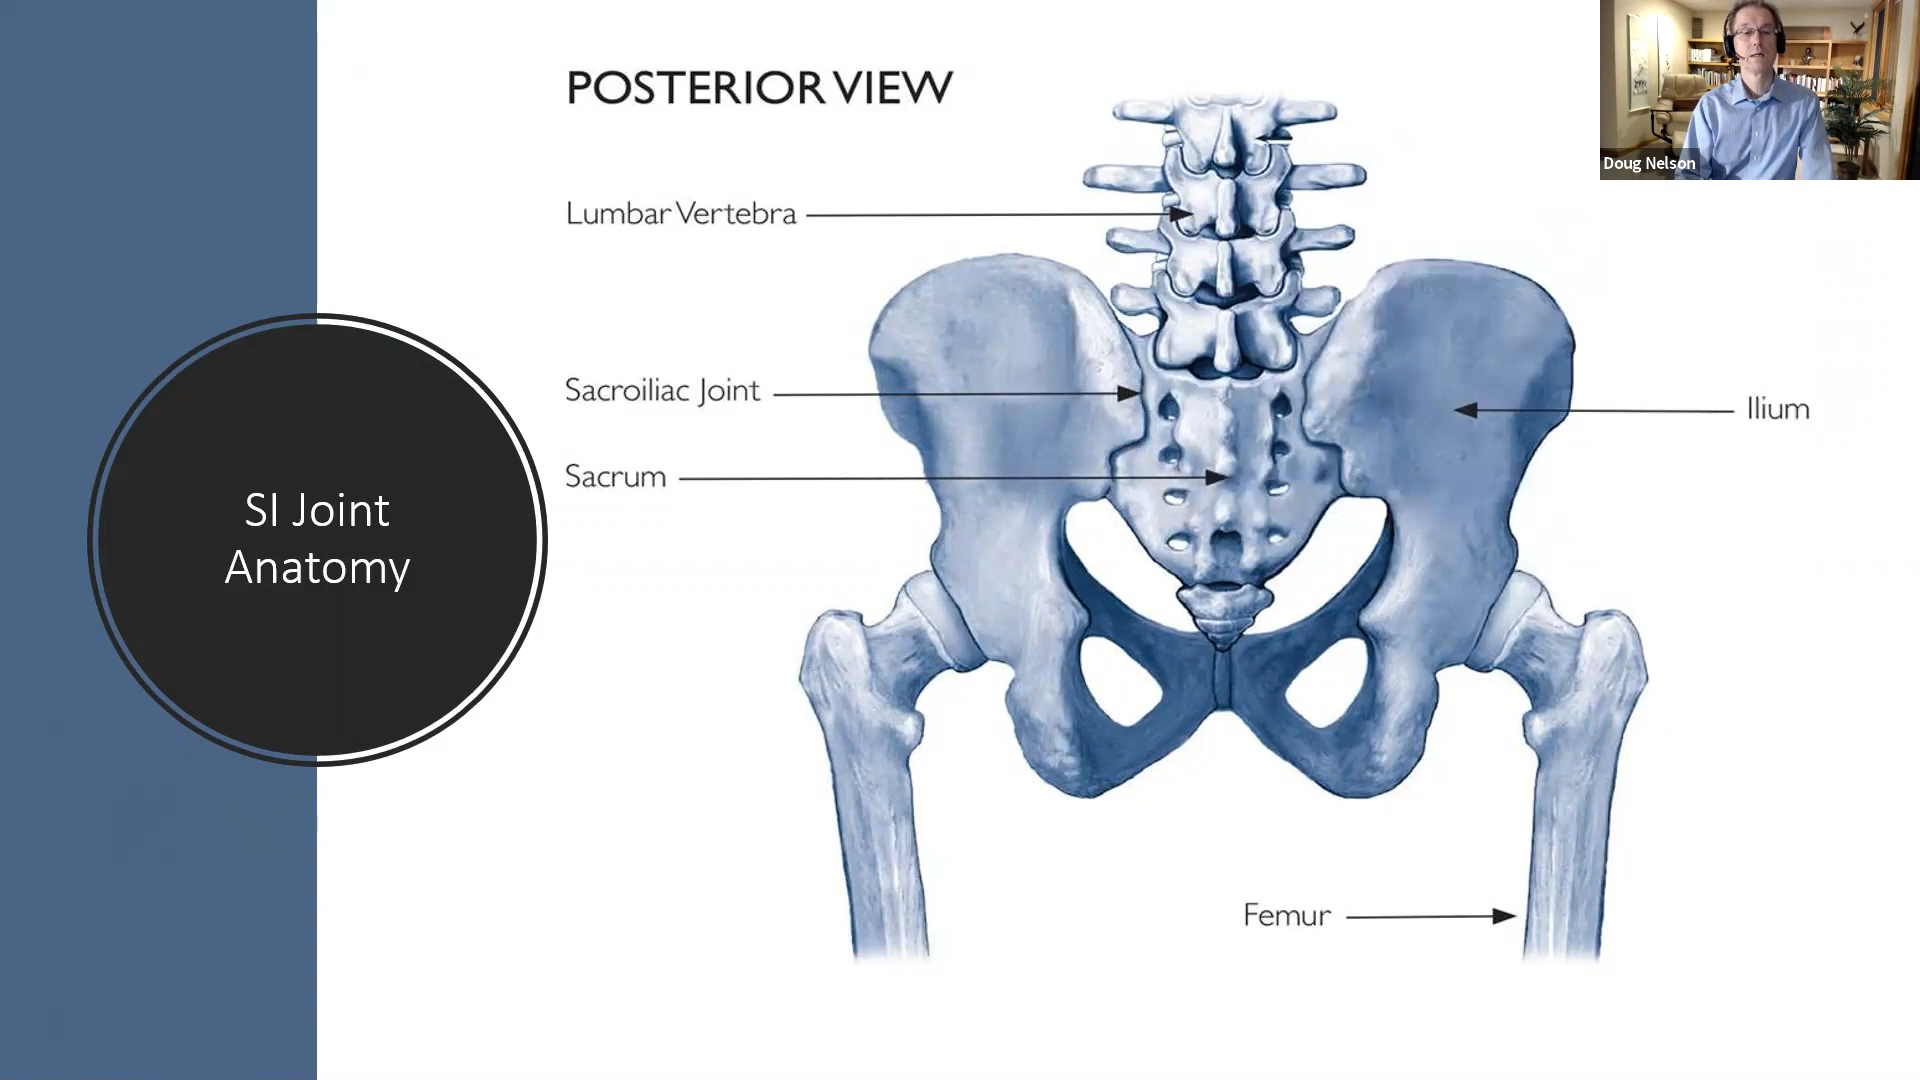 POSTERIOR VIEW
Lumbar Vertebra
Sacroiliac Joint
Ilium
Sacrum
SI Joint
Anatomy
Femur
Doug Nelson